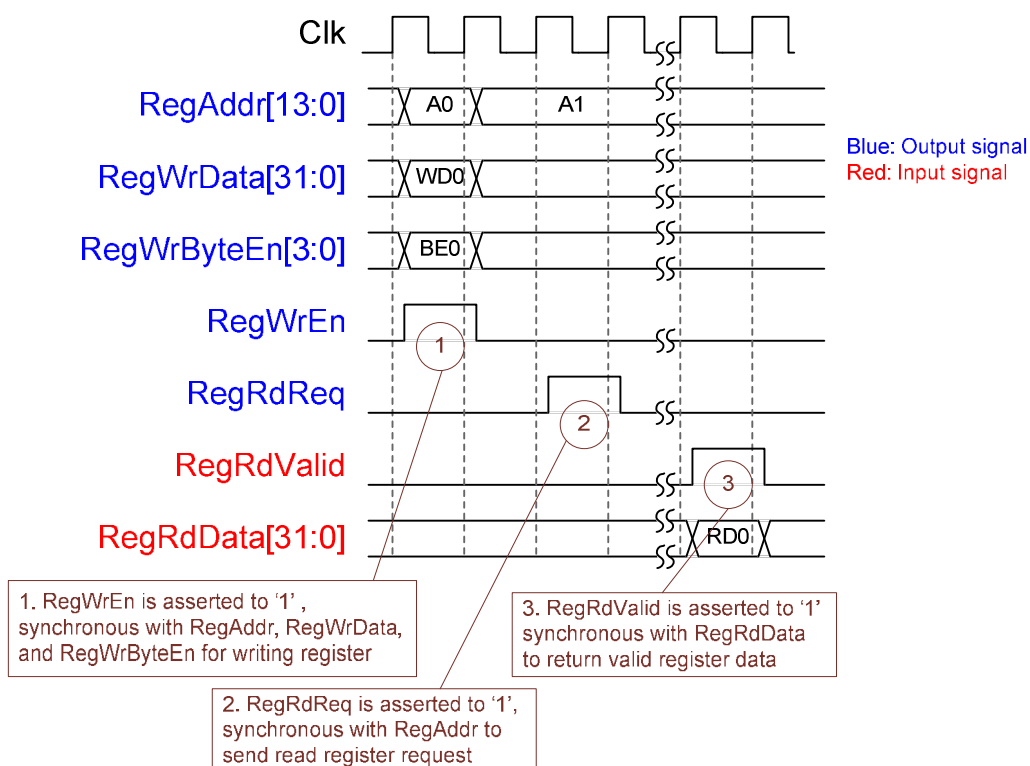 Clk
RegAddr[13:0]
A0
A1
RegWrData[31:0]
WD0
RegWrByteEn[3:0]
BE0
RegWrEn
1
RegRdReq
2
RegRdValid
3
RegRdData[31:0]
RD0
Blue: Output signal
Red: Input signal
1. RegWrEn is asserted to ‘1’ ,
synchronous with RegAddr, RegWrData,
and RegWrByteEn for writing register
3. RegRdValid is asserted to ‘1’
synchronous with RegRdData
to return valid register data
2. RegRdReq is asserted to ‘1’,
synchronous with RegAddr to
send read register request